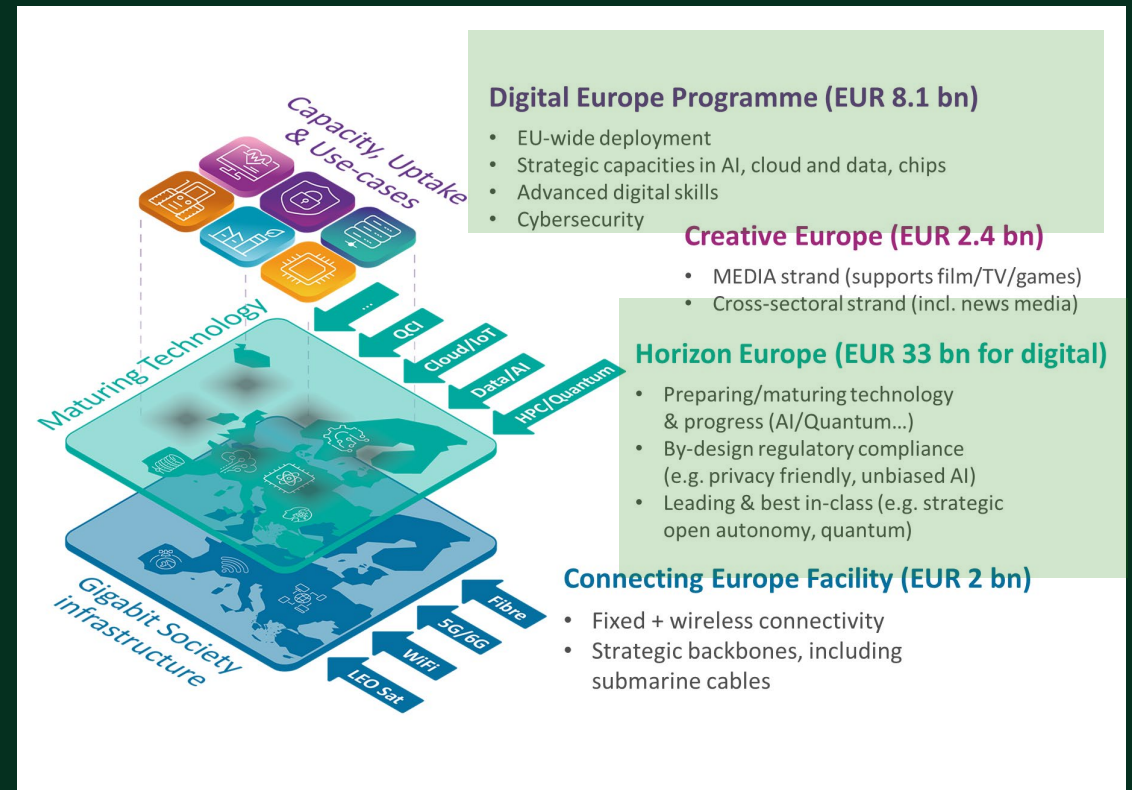 Capacity, Uptake
& Use-cases
Digital Europe Programme (EUR 8.1 bn)
• EU-wide deployment
• Strategic capacities in AI, cloud and data, chips
• Advanced digital skills
• Cybersecurity
Creative Europe (EUR 2.4 bn)
• MEDIA strand (supports film/TV/games)
• Cross-sectoral strand (incl. news media)
Maturing Technology
...
QCI
Cloud/IoT
Data/AI
HPC/Quantum
Horizon Europe (EUR 33 bn for digital)
• Preparing/maturing technology
& progress (AI/Quantum...)
• By-design regulatory compliance
(e.g. privacy friendly, unbiased AI)
• Leading & best in-class (e.g. strategic
open autonomy, quantum)
Gigabit Society
infrastructure
Fibre
5G/6G
WiFi
LEO Sat
Connecting Europe Facility (EUR 2 bn)
• Fixed + wireless connectivity
• Strategic backbones, including
submarine cables